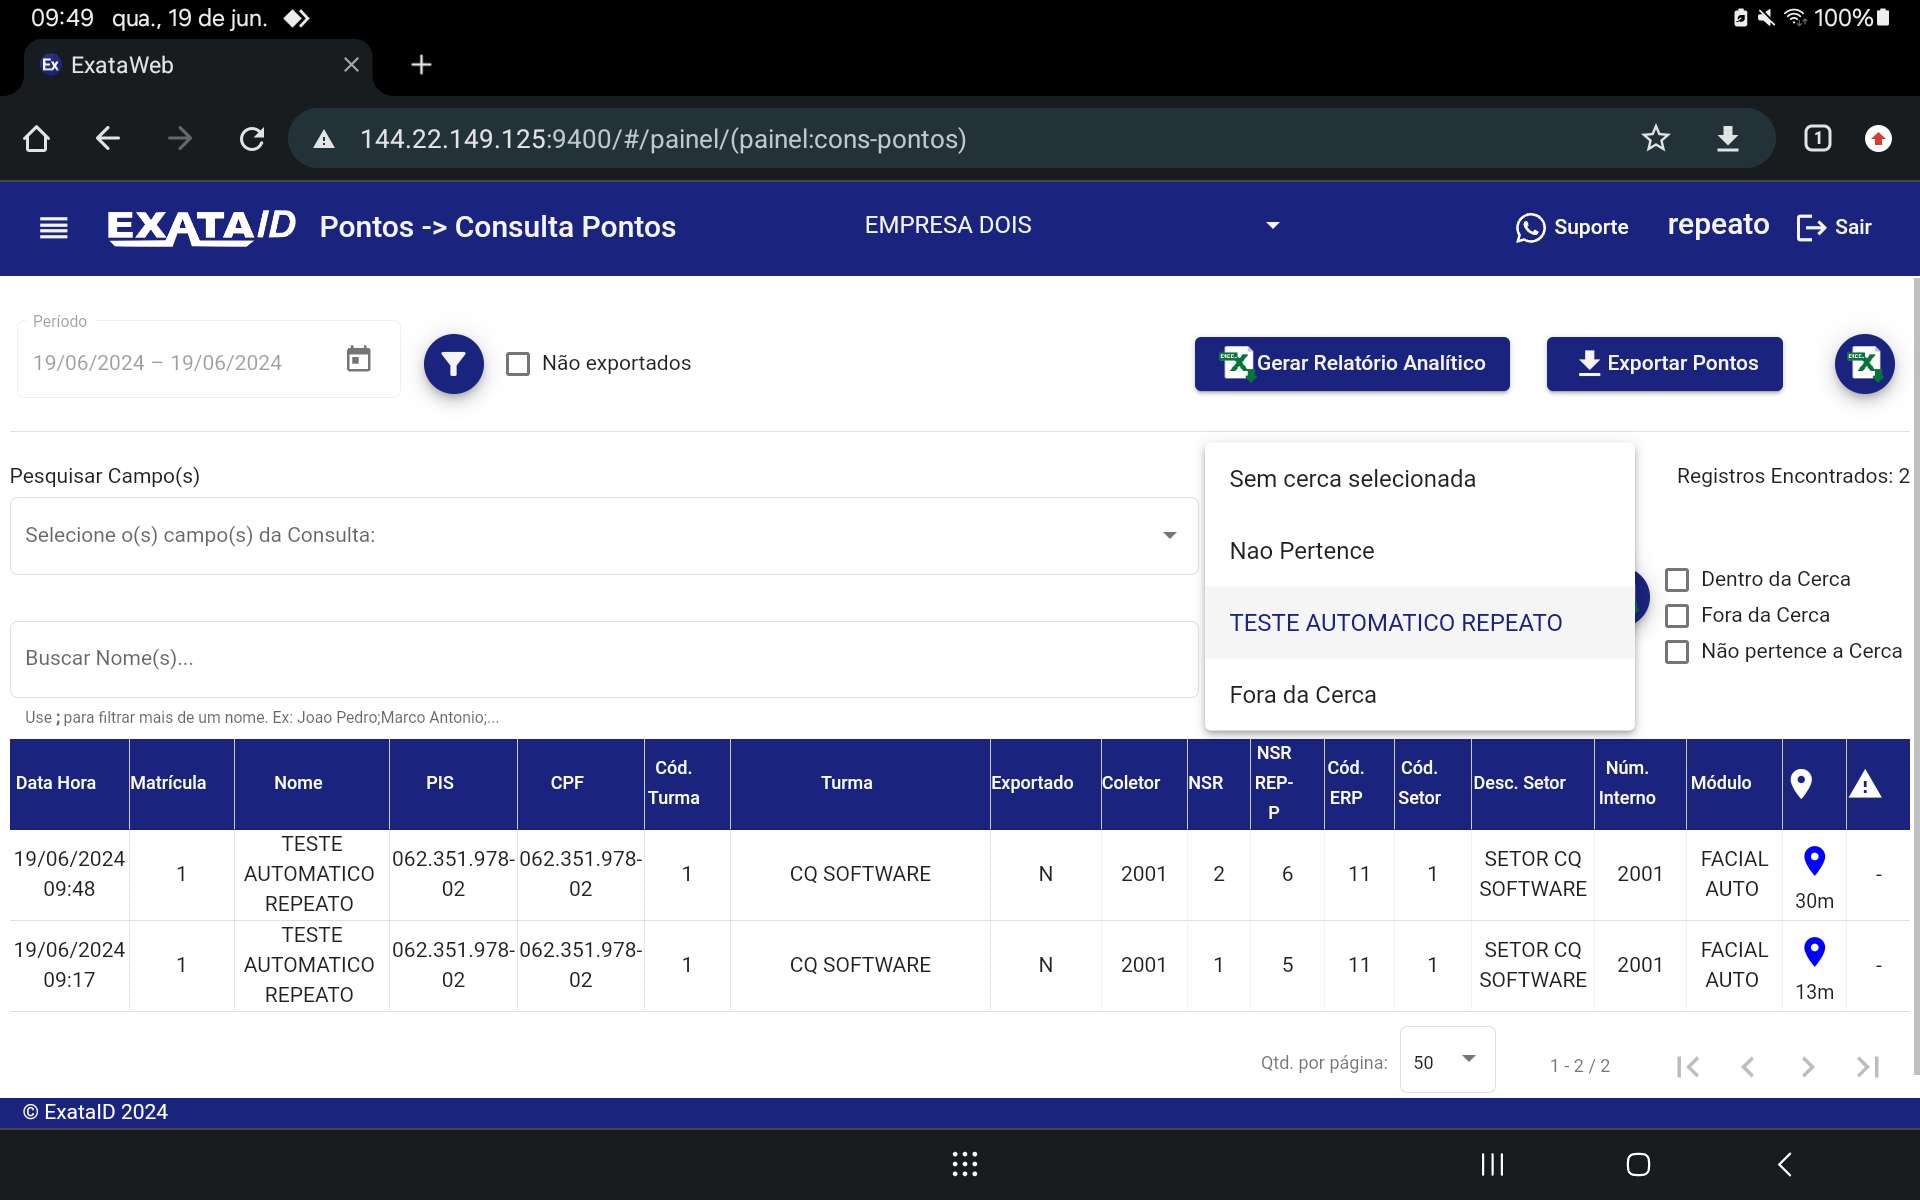 09:49 qua., 19 de jun. 100%
Ex ExataWeb
144.22.149.125:9400/#/painel/(painel:cons-pontos) 1
EXATAID Pontos -> Consulta Pontos EMPRESA DOIS Suporte repeato Sair
Período
19/06/2024 – 19/06/2024 Não exportados Gerar Relatório Analítico Exportar Pontos
Pesquisar Campo(s) Sem cerca selecionada Registros Encontrados: 2
Selecione o(s) campo(s) da Consulta: Nao Pertence
Dentro da Cerca
TESTE AUTOMATICO REPEATO Fora da Cerca
Buscar Nome(s)... Não pertence a Cerca
Fora da Cerca
Use ; para filtrar mais de um nome. Ex: Joao Pedro;Marco Antonio;...
Data Hora Matrícula Nome PIS CPF Cód. Turma Turma Exportado Coletor NSR NSR REP-P Cód. ERP Cód. Setor Desc. Setor Núm. Interno Módulo
19/06/2024 09:48 1 TESTE AUTOMATICO REPEATO 062.351.978-02 062.351.978-02 1 CQ SOFTWARE N 2001 2 6 11 1 SETOR CQ SOFTWARE 2001 FACIAL AUTO 30m -
19/06/2024 09:17 1 TESTE AUTOMATICO REPEATO 062.351.978-02 062.351.978-02 1 CQ SOFTWARE N 2001 1 5 11 1 SETOR CQ SOFTWARE 2001 FACIAL AUTO 13m -
Qtd. por página: 50 1 - 2 / 2
© ExataID 2024